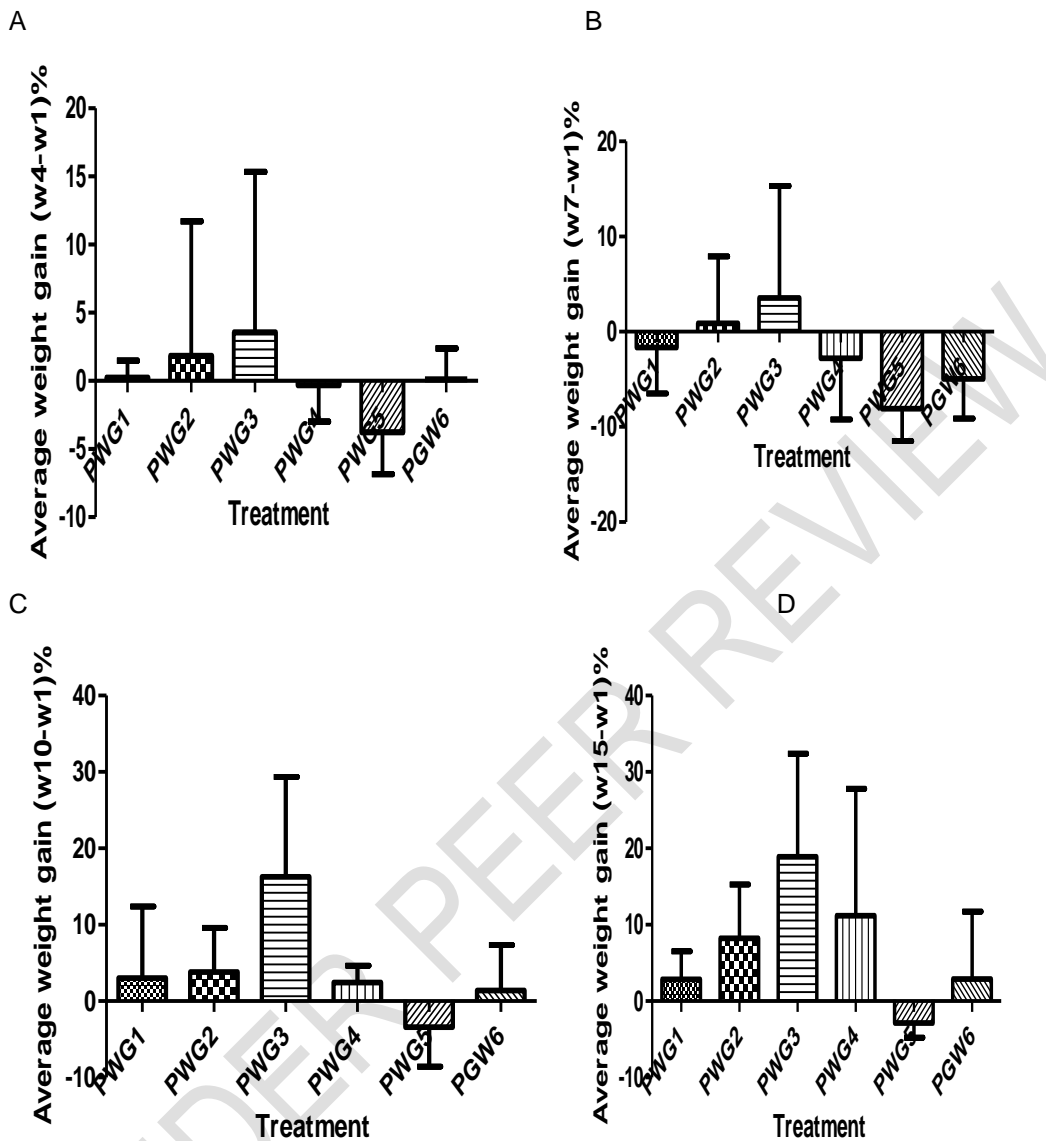 A
Average weight gain (w4-w1)%
20
15
10
5
0
-5
-10
PWG1
PWG2
PWG3
PWG4
PWG5
PGW6
Treatment
B
Average weight gain (w7-w1)%
20
10
0
-10
-20
PWG1
PWG2
PWG3
PWG4
PWG5
PGW6
Treatment
C
Average weight gain (w10-w1)%
40
30
20
10
0
-10
PWG1
PWG2
PWG3
PWG4
PWG5
PGW6
Treatment
D
Average weight gain (w15-w1)%
40
30
20
10
0
-10
PWG1
PWG2
PWG3
PWG4
PWG5
PGW6
Treatment
DER PEER REVIEW